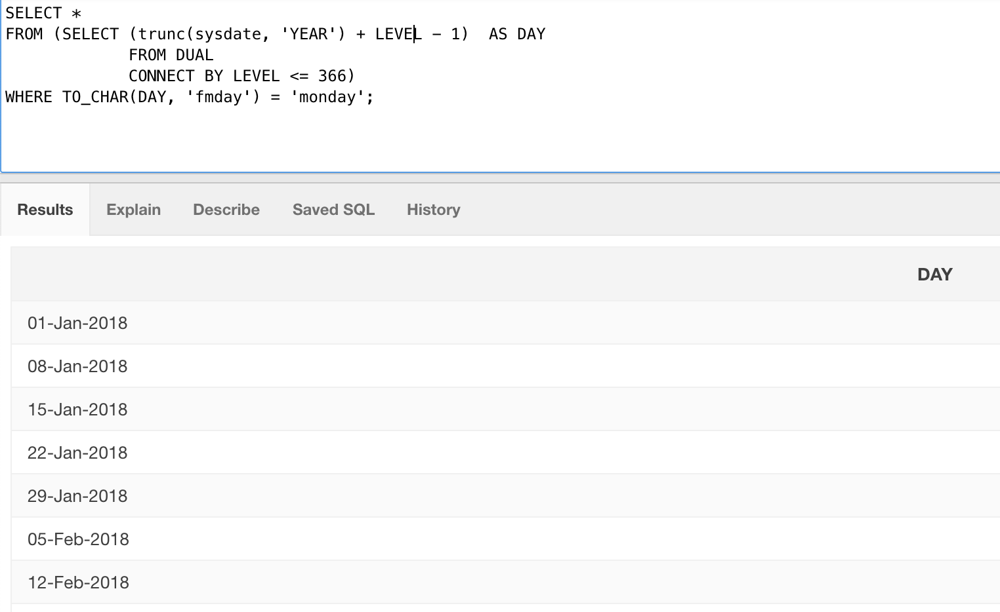 SELECT *
FROM (SELECT (trunc(sysdate, 'YEAR') + LEVEL - 1)  AS DAY
             FROM DUAL
             CONNECT BY LEVEL <= 366)
WHERE TO_CHAR(DAY, 'fmday') = 'monday';
Results Explain Describe Saved SQL History
DAY
01-Jan-2018
08-Jan-2018
15-Jan-2018
22-Jan-2018
29-Jan-2018
05-Feb-2018
12-Feb-2018